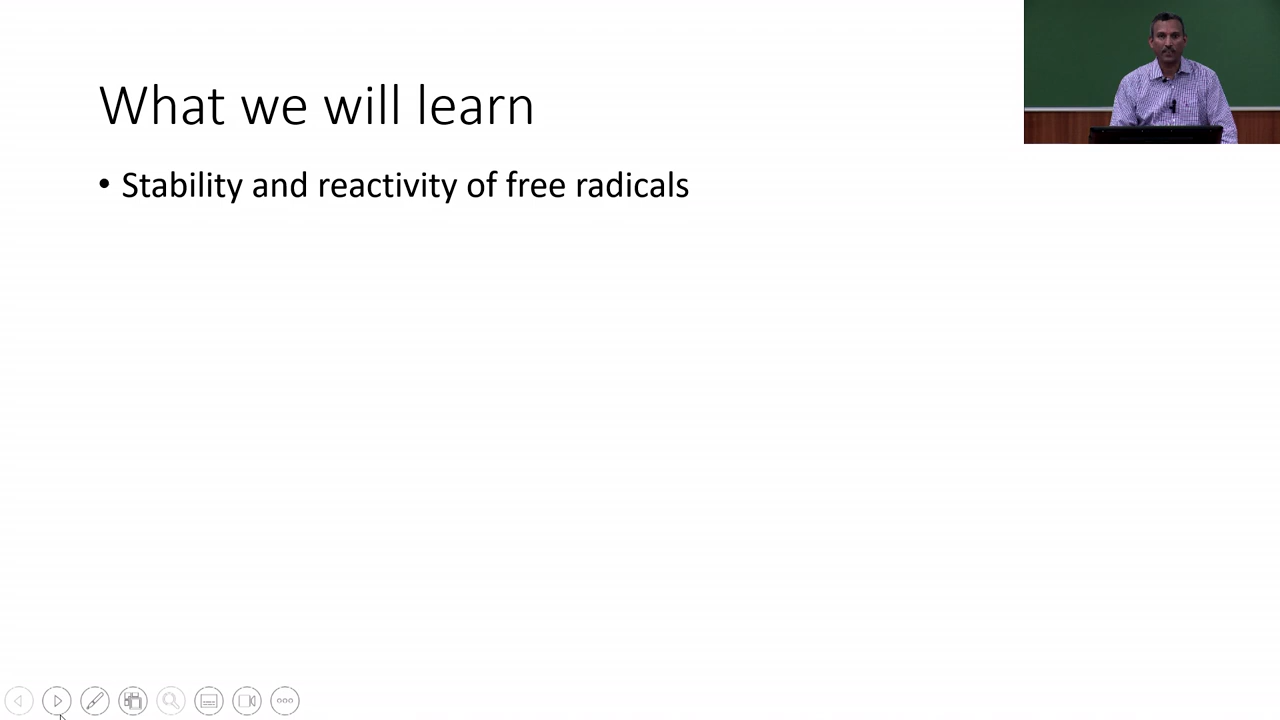 What we will learn
• Stability and reactivity of free radicals